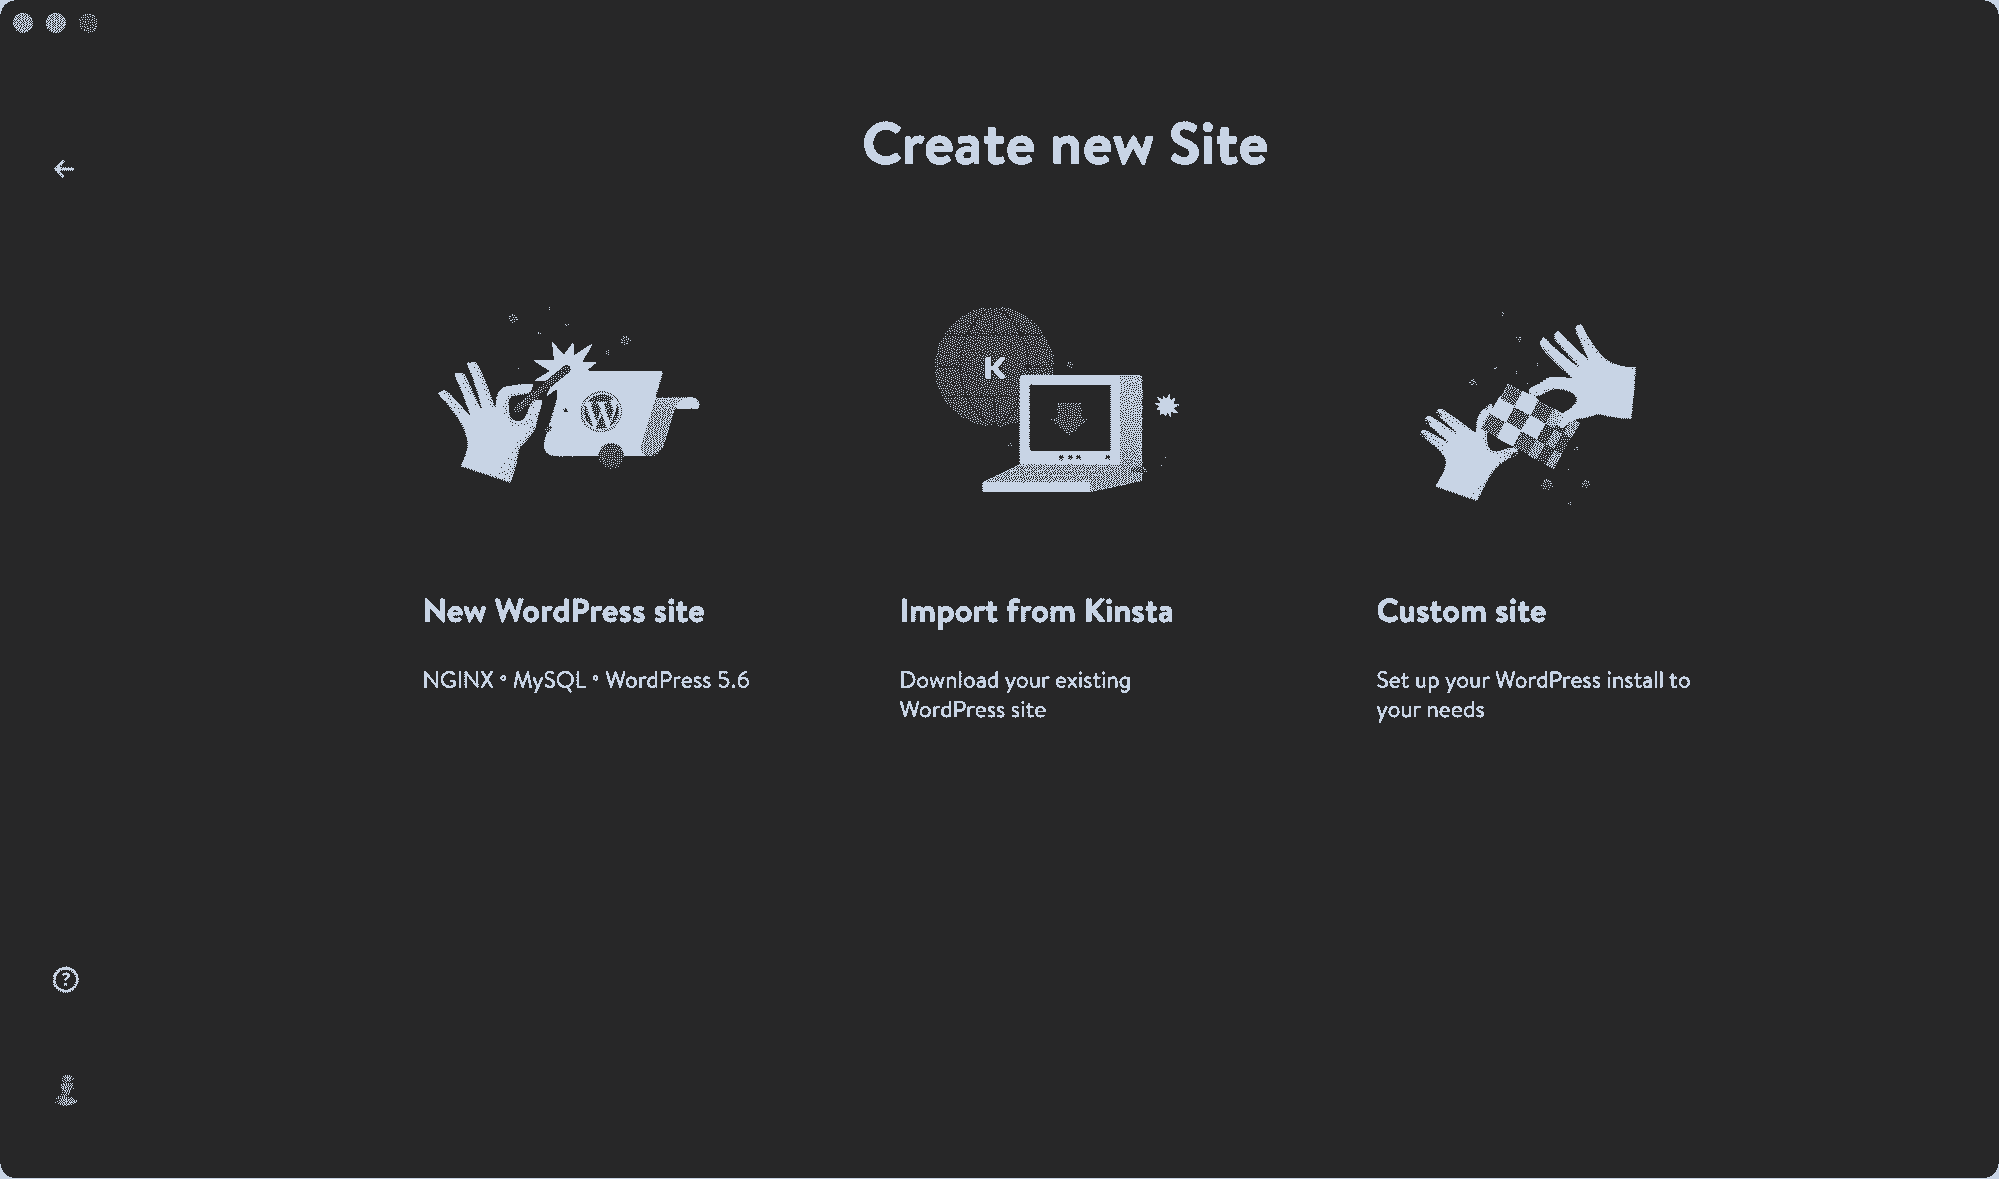 Create new Site
K
W
New WordPress site
NGINX • MySQL • WordPress 5.6
Import from Kinsta
Download your existing
WordPress site
Custom site
Set up your WordPress install to
your needs
?